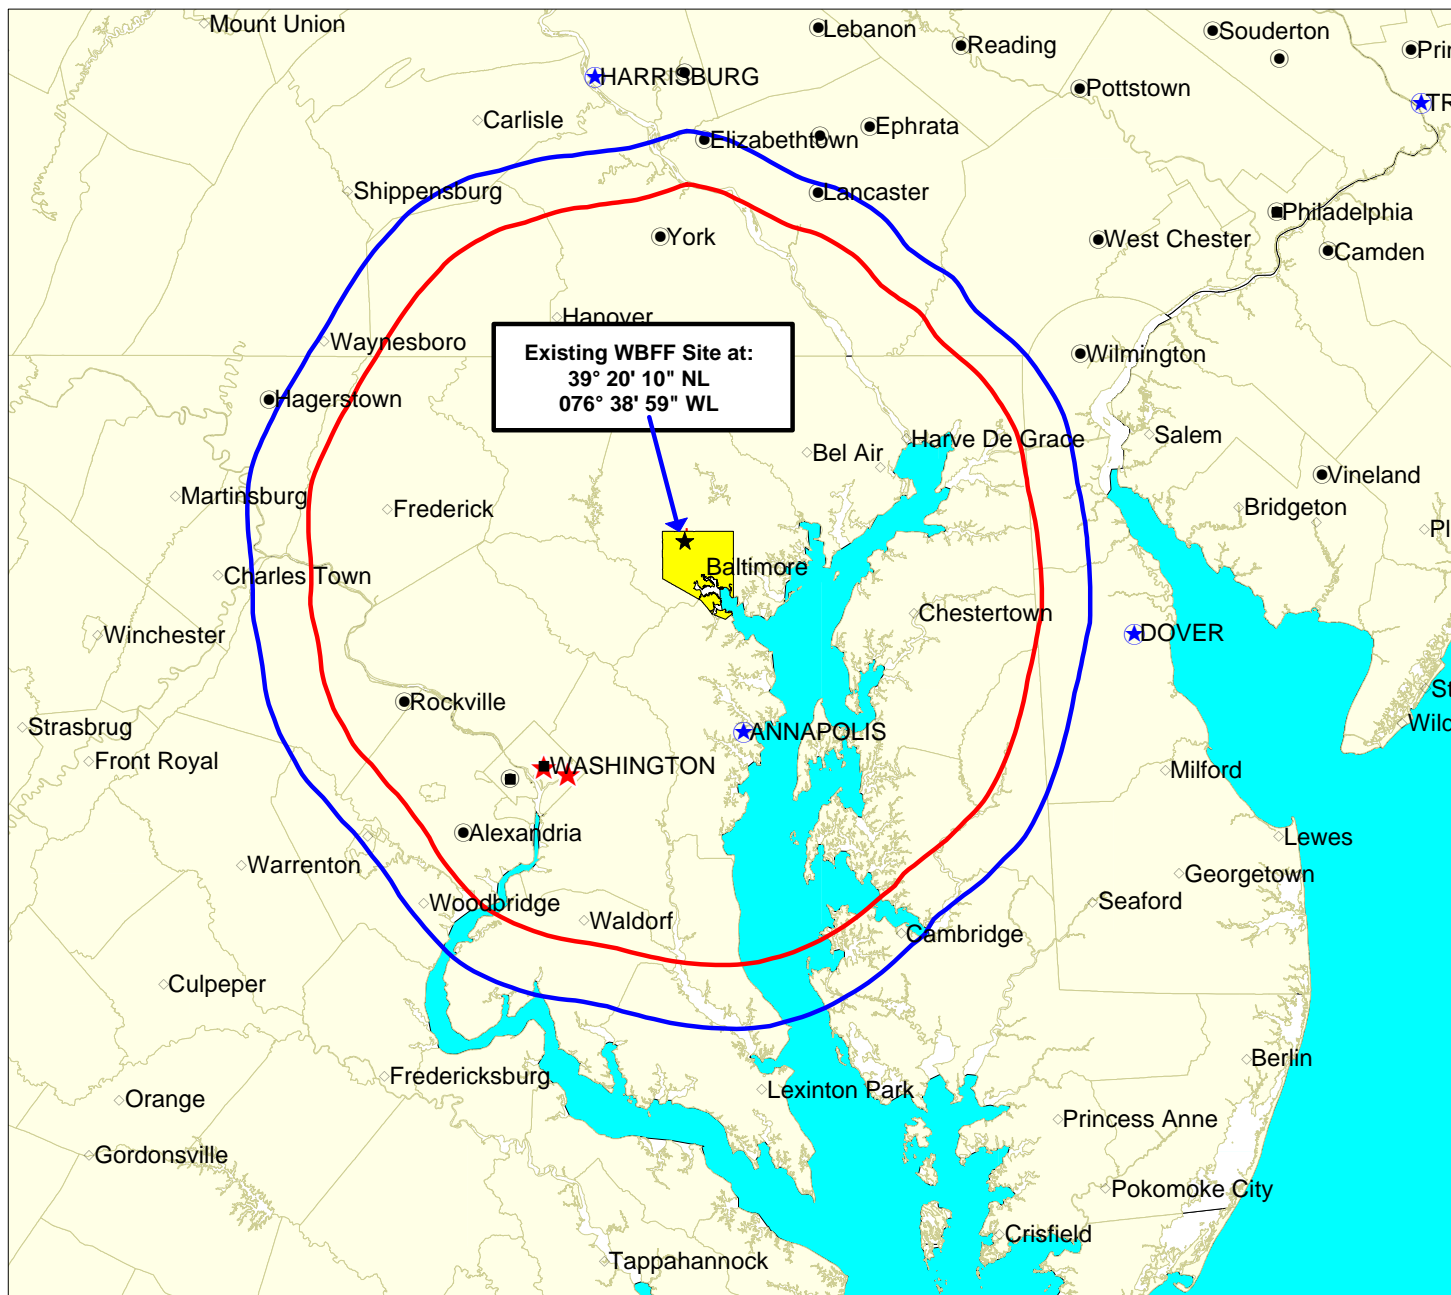 Mount Union
Lebanon
Souderton
Reading
Prin
HARRISBURG
Pottstown
TR
Carlisle
Ephrata
Elizabethtown
Shippensburg
Lancaster
Philadelphia
York
West Chester
Camden
Hanover
Waynesboro
Existing WBFF Site at:
39° 20' 10" NL
076° 38' 59" WL
Wilmington
Hagerstown
Salem
Harve De Grace
Bel Air
Vineland
Martinsburg
Frederick
Bridgeton
Pl
Baltimore
Charles Town
Chestertown
Winchester
DOVER
St
Rockville
Strasbrug
ANNAPOLIS
Wild
Front Royal
WASHINGTON
Milford
Alexandria
Lewes
Warrenton
Georgetown
Woodbridge
Seaford
Waldorf
Cambridge
Culpeper
Berlin
Fredericksburg
Lexinton Park
Orange
Princess Anne
Gordonsville
Pokomoke City
Crisfield
Tappahannock